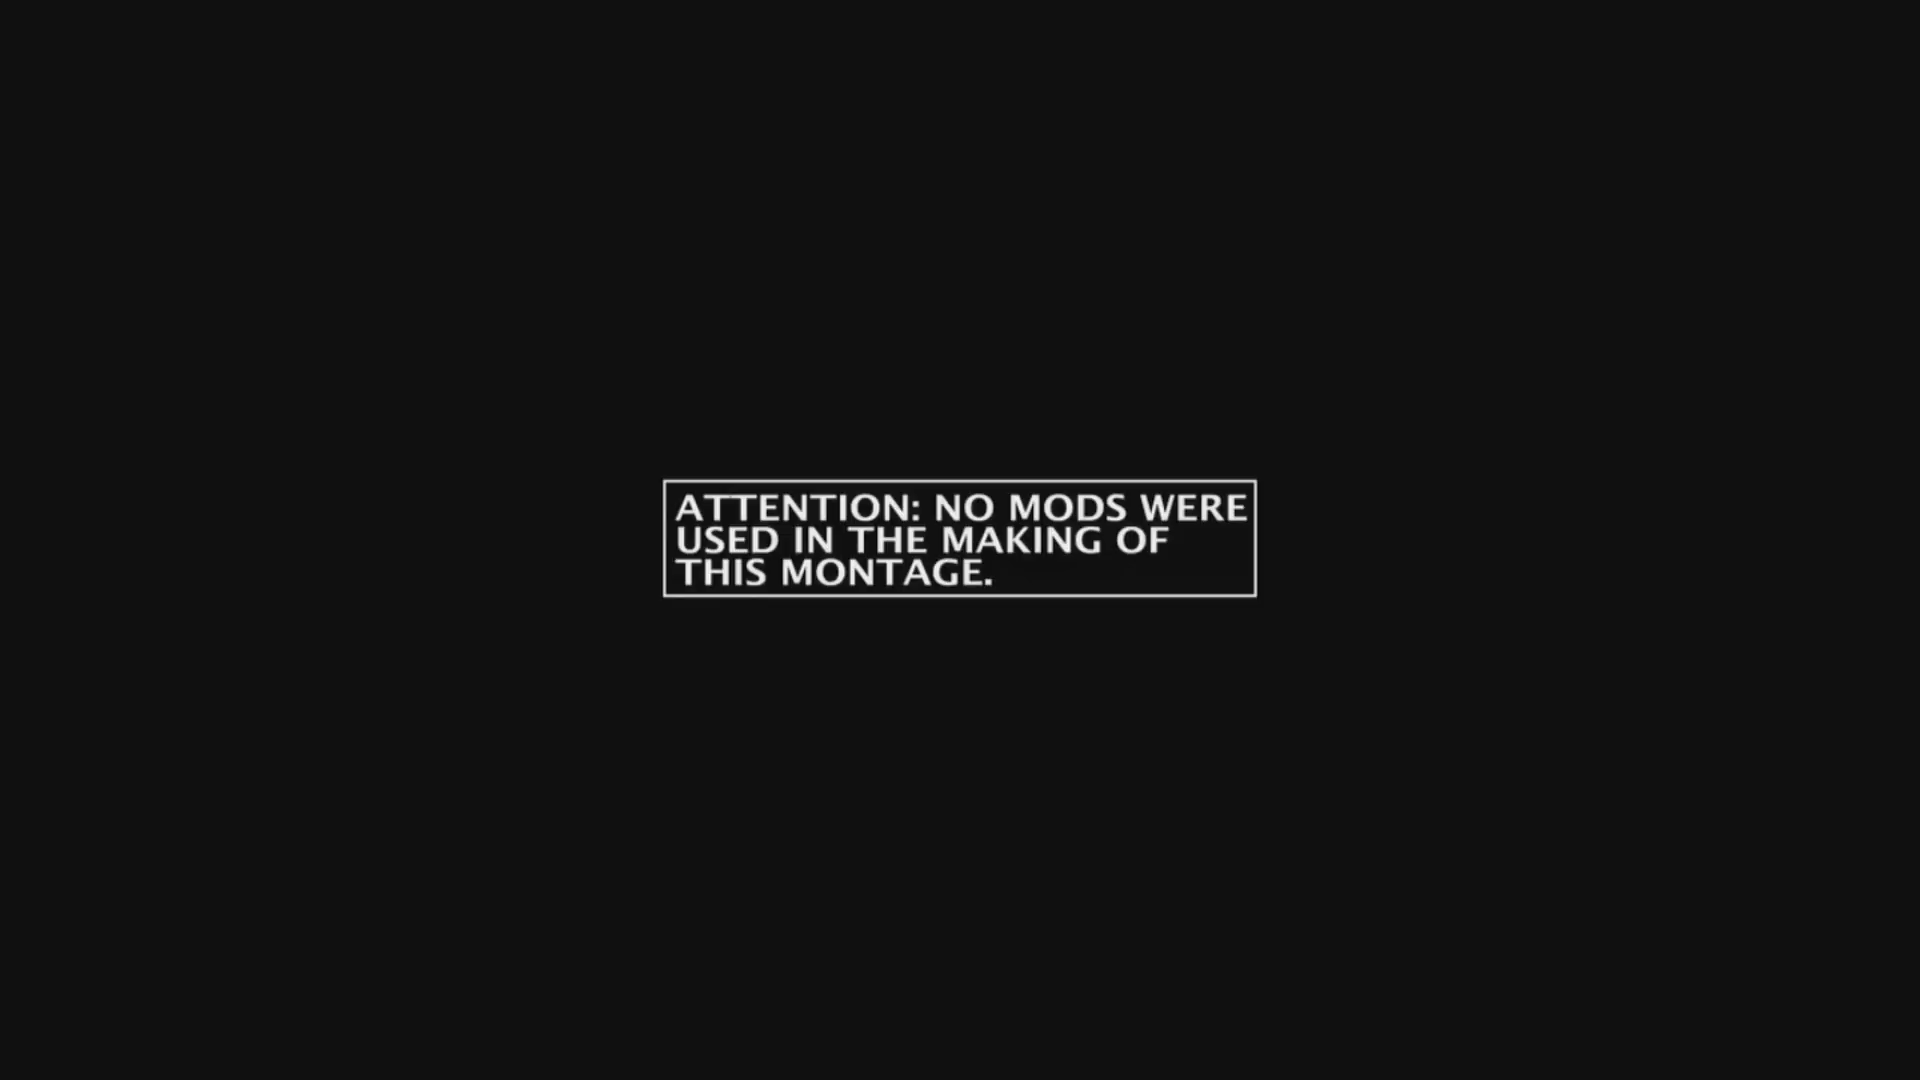 ATTENTION: NO MODS WERE
USED IN THE MAKING OF
THIS MONTAGE.